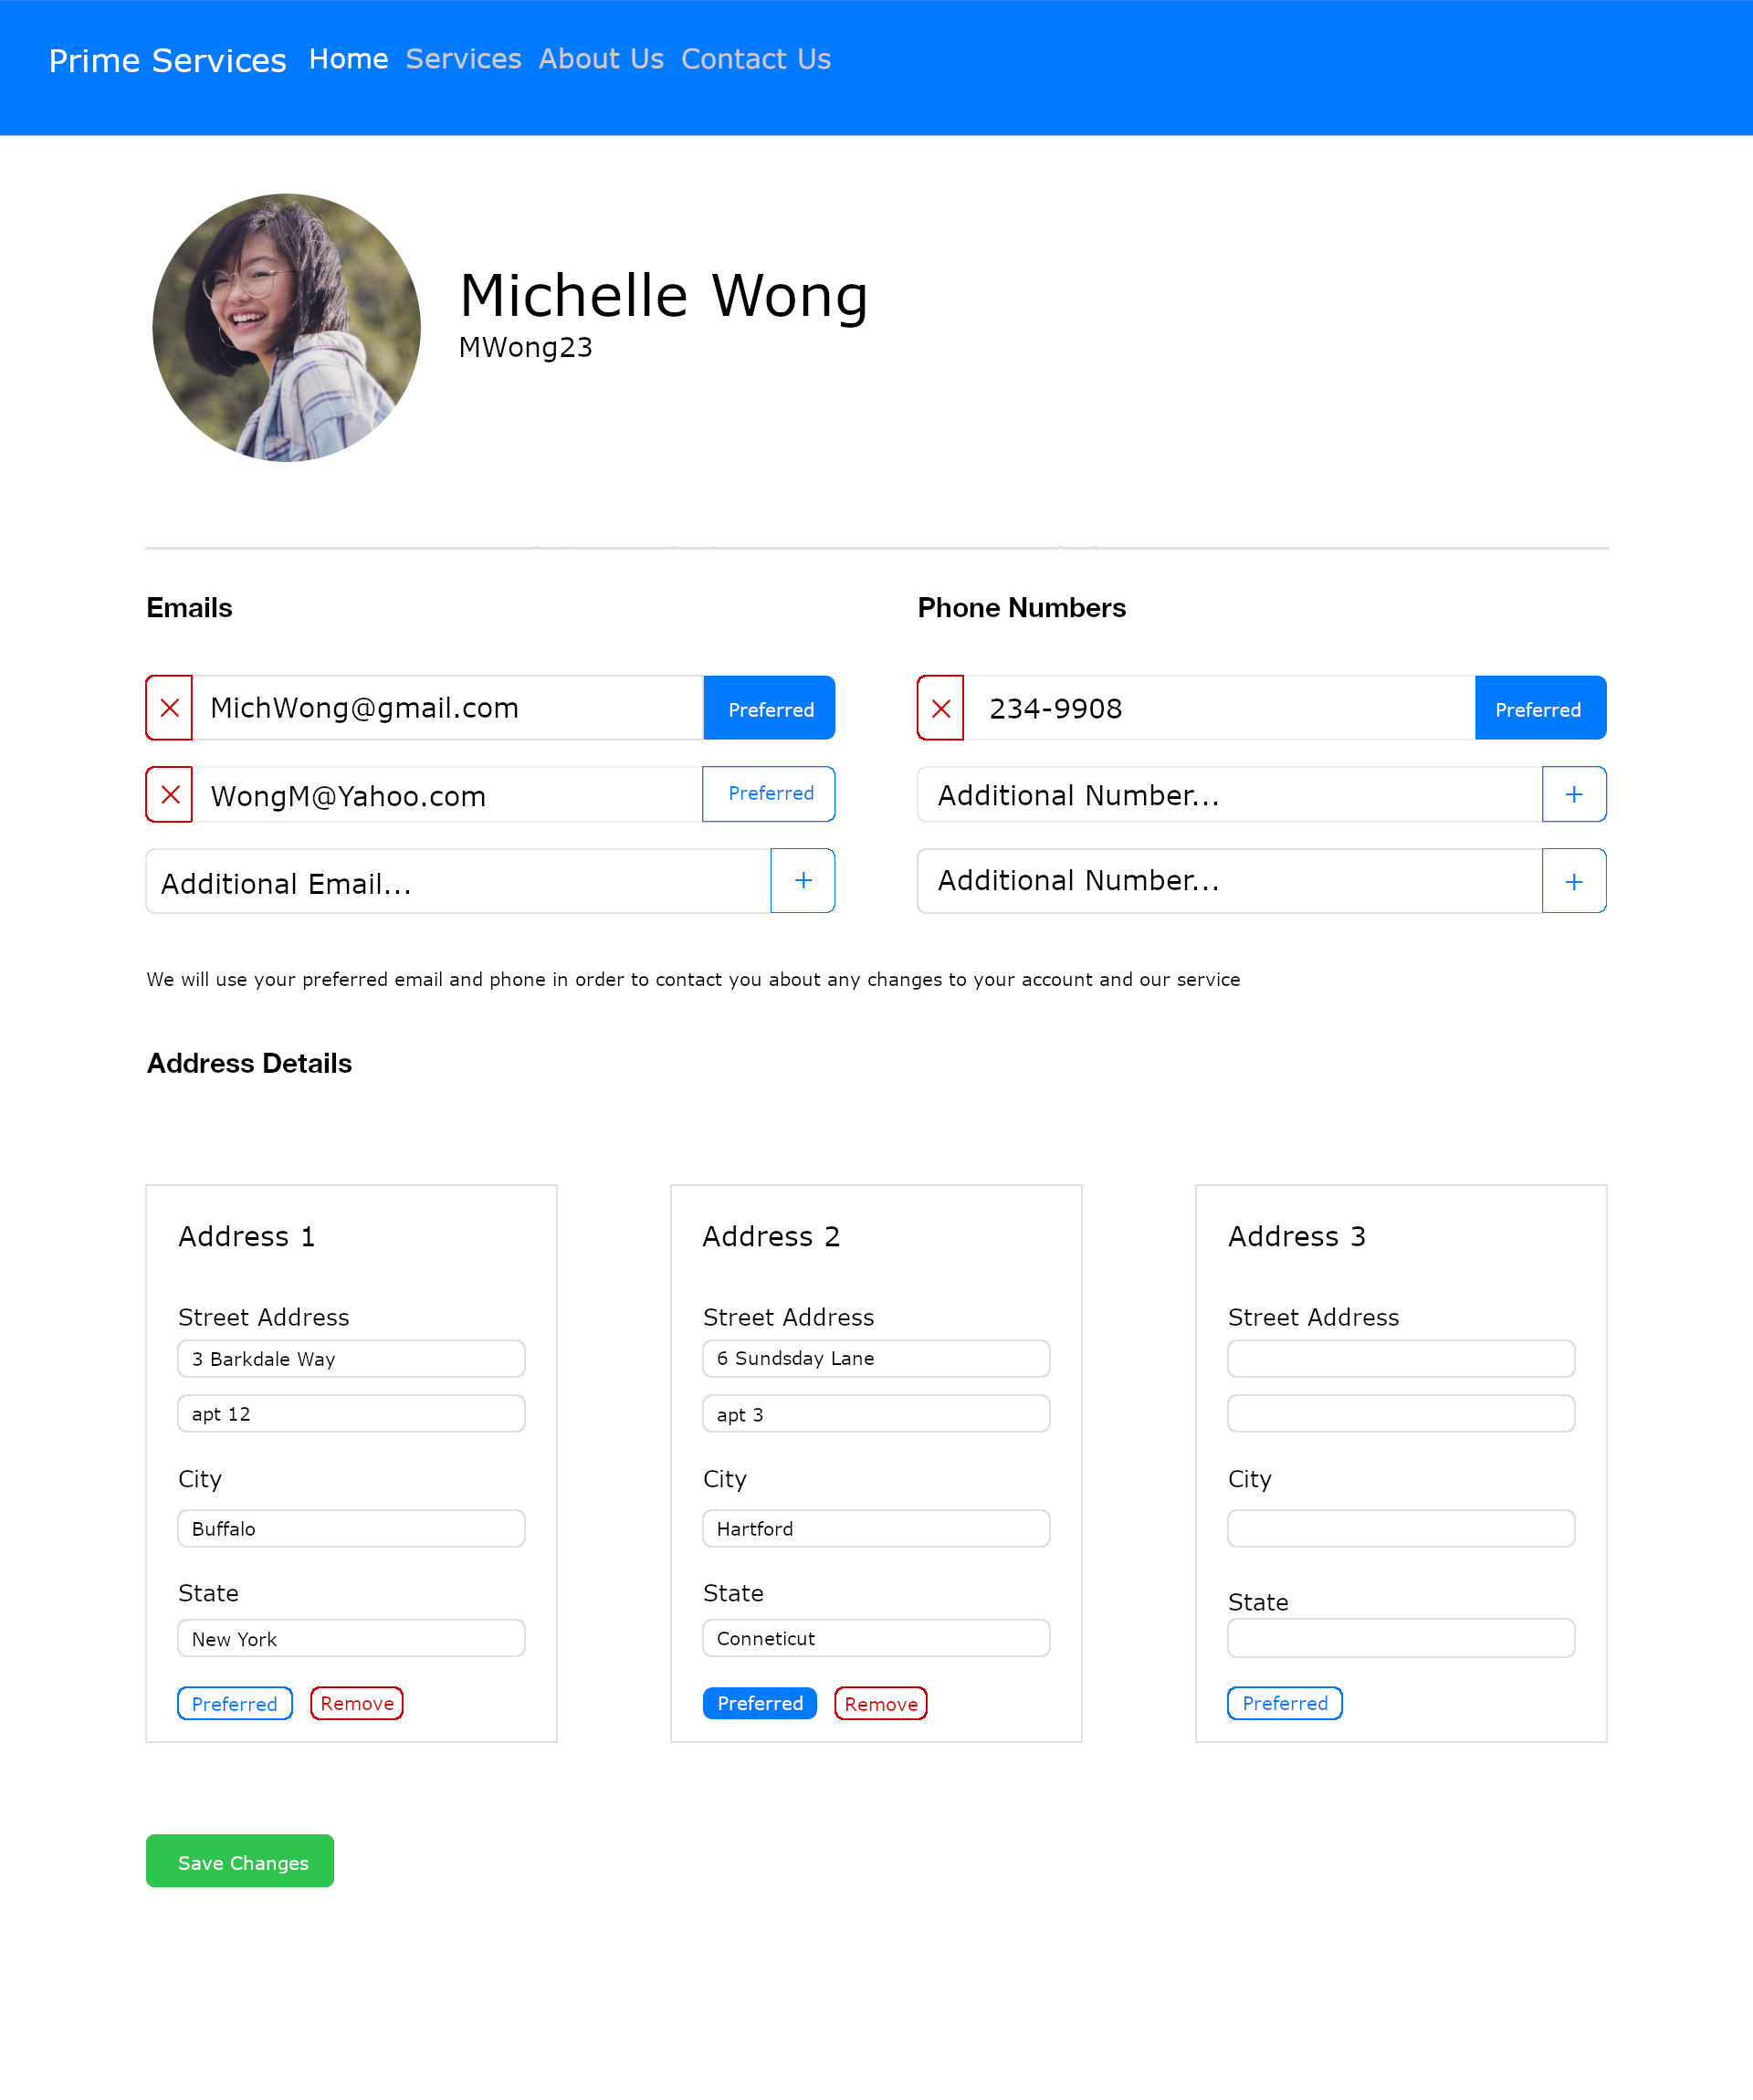 Prime Services Home Services About Us Contact Us
Michelle Wong
MWong23
Emails
MichWong@gmail.com Preferred
WongM@Yahoo.com Preferred
Additional Email... +
Phone Numbers
234-9908 Preferred
Additional Number... +
Additional Number... +
We will use your preferred email and phone in order to contact you about any changes to your account and our service
Address Details
Address 1
Street Address
3 Barkdale Way
apt 12
City
Buffalo
State
New York
Preferred Remove
Address 2
Street Address
6 Sundsday Lane
apt 3
City
Hartford
State
Conneticut
Preferred Remove
Address 3
Street Address
City
State
Preferred
Save Changes